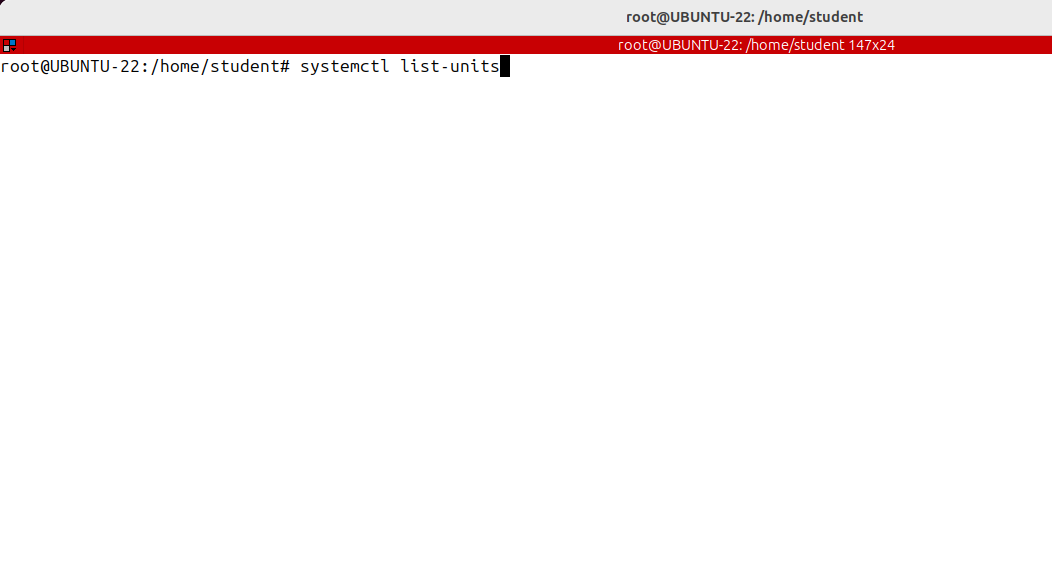 root@UBUNTU-22: /home/student
root@UBUNTU-22: /home/student 147x24
root@UBUNTU-22:/home/student# systemctl list-units